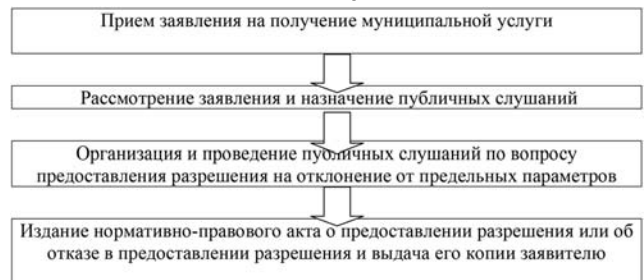 Прием заявления на получение муниципальной услуги
Рассмотрение заявления и назначение публичных слушаний
Организация и проведение публичных слушаний по вопросу
предоставления разрешения на отклонение от предельных параметров
Издание нормативно-правового акта о предоставлении разрешения или об
отказе в предоставлении разрешения и выдача его копии заявителю